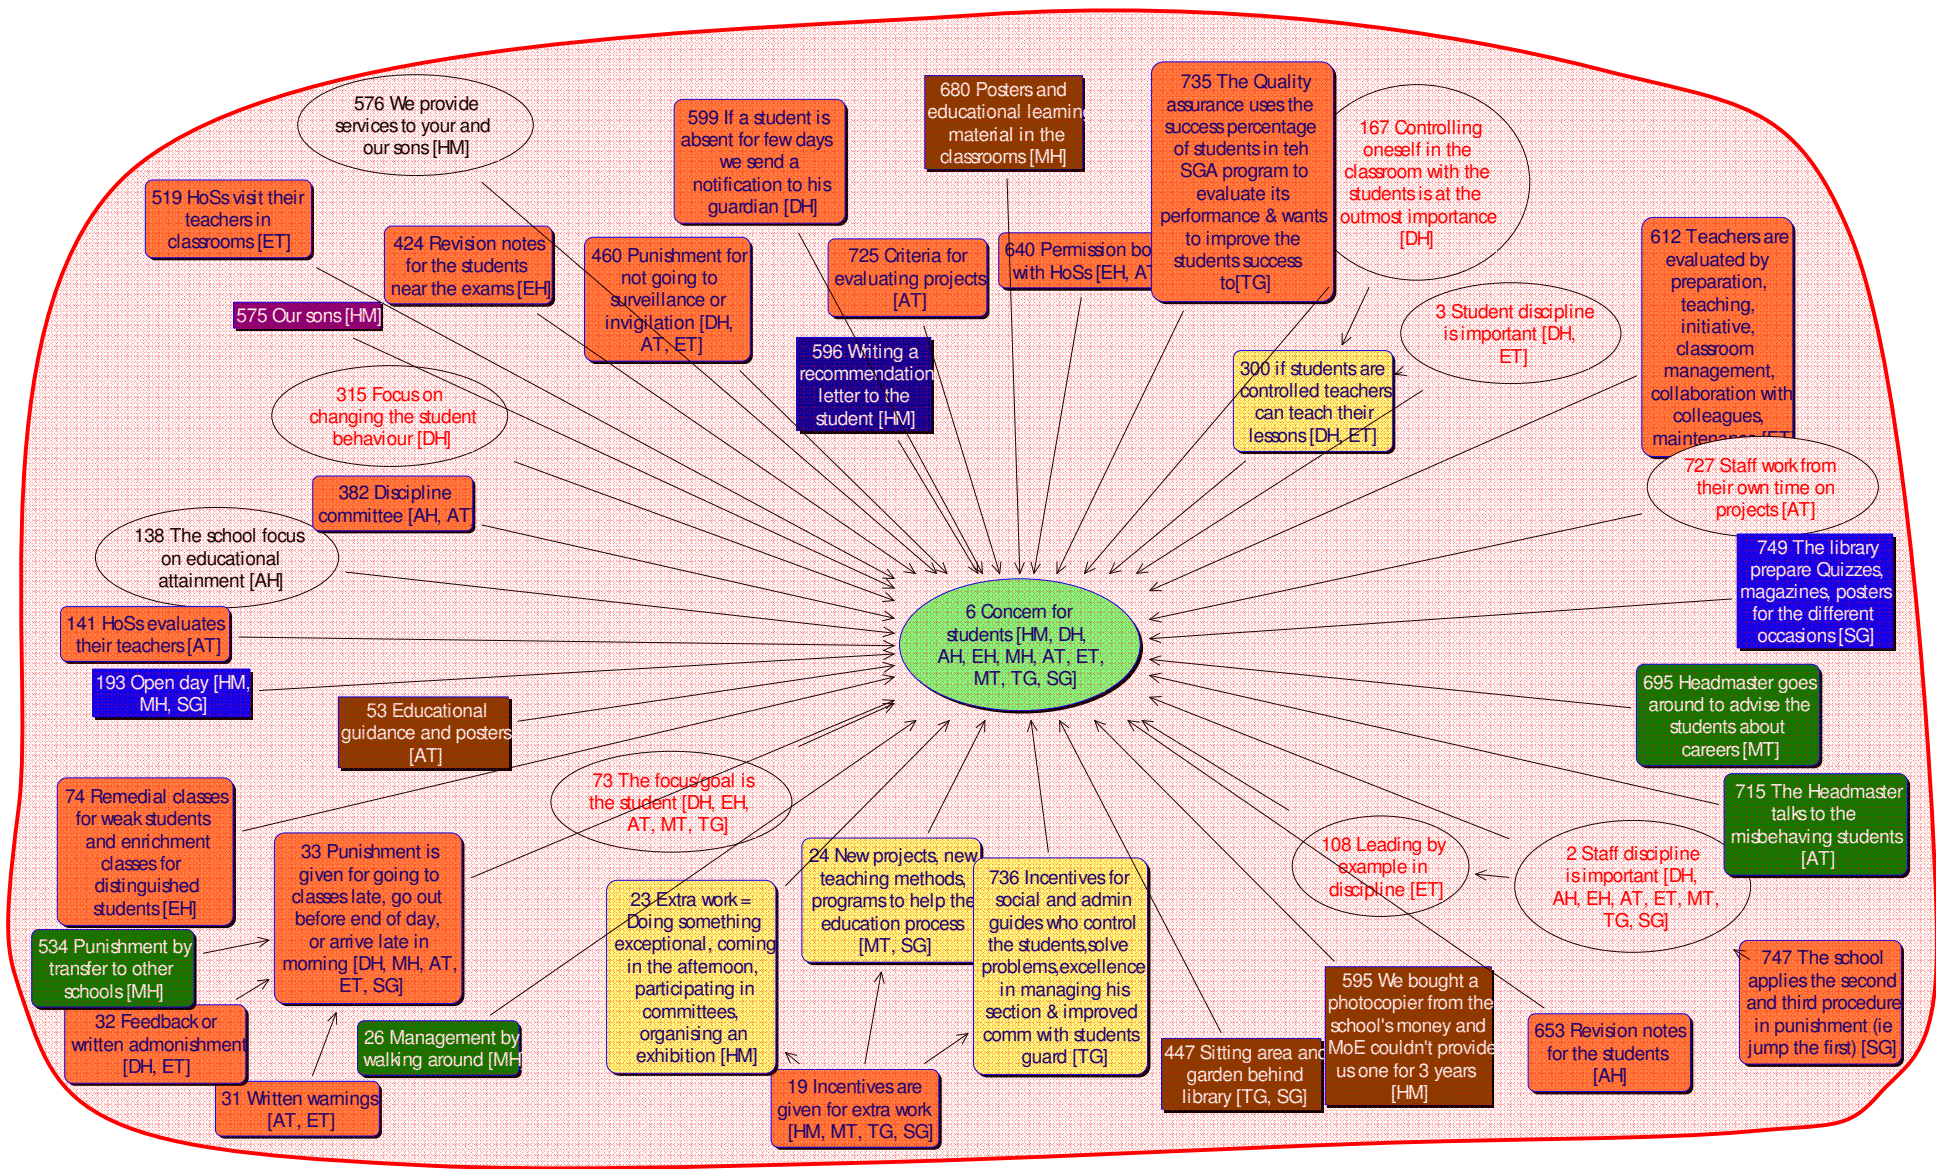 576 We provide
services to your and
our sons [HM]
599 If a student is
absent for few days
we send a
notification to his
guardian [DH]
680 Posters and
educational learnin
material in the
classrooms [MH]
735 The Quality
assurance uses the
success percentage
of students in teh
SGA program to
evaluate its
performance & wants
to improve the
students success
to[TG]
167 Controlling
oneself in the
classroom with the
students is at the
outmost importance
[DH]
519 HoSs visit their
teachers in
classrooms [ET]
424 Revision notes
for the students
near the exams [EH]
460 Punishment for
not going to
surveillance or
invigilation [DH,
AT, ET]
725 Criteria for
evaluating projects
[AT]
640 Permission bo
with HoSs [EH, AT
612 Teachers are
evaluated by
preparation,
teaching,
initiative,
classroom
management,
collaboration with
colleagues,
maintenance [ET]
575 Our sons [HM]
596 Writing a
recommendation
letter to the
student [HM]
3 Student discipline
is important [DH,
ET]
300 if students are
controlled teachers
can teach their
lessons [DH, ET]
315 Focus on
changing the student
behaviour [DH]
382 Discipline
committee [AH, AT
727 Staff work from
their own time on
projects [AT]
138 The school focus
on educational
attainment [AH]
749 The library
prepare Quizzes,
magazines, posters
for the different
occasions [SG]
141 HoSs evaluates
their teachers [AT]
6 Concern for
students [HM, DH,
AH, EH, MH, AT, ET,
MT, TG, SG]
193 Open day [HM,
MH, SG]
53 Educational
guidance and posters
[AT]
695 Headmaster goes
around to advise the
students about
careers [MT]
74 Remedial classes
for weak students
and enrichment
classes for
distinguished
students [EH]
73 The focus/goal is
the student [DH, EH,
AT, MT, TG]
715 The Headmaster
talks to the
misbehaving students
[AT]
33 Punishment is
given for going to
classes late, go out
before end of day,
or arrive late in
morning [DH, MH, AT,
ET, SG]
24 New projects, new
teaching methods,
programs to help the
education process
[MT, SG]
108 Leading by
example in
discipline [ET]
2 Staff discipline
is important [DH,
AH, EH, AT, ET, MT,
TG, SG]
23 Extra work =
Doing something
exceptional, coming
in the afternoon,
participating in
committees,
organising an
exhibition [HM]
736 Incentives for
social and admin
guides who control
the students,solve
problems,excellence
in managing his
section & improved
comm with students
guard [TG]
534 Punishment by
transfer to other
schools [MH]
747 The school
applies the second
and third procedure
in punishment (ie
jump the first) [SG]
595 We bought a
photocopier from the
school's money and
MoE couldn't provide
us one for 3 years
[HM]
32 Feedback or
written admonishment
[DH, ET]
26 Management by
walking around [MH
653 Revision notes
for the students
[AH]
447 Sitting area and
garden behind
library [TG, SG]
31 Written warnings
[AT, ET]
19 Incentives are
given for extra work
[HM, MT, TG, SG]